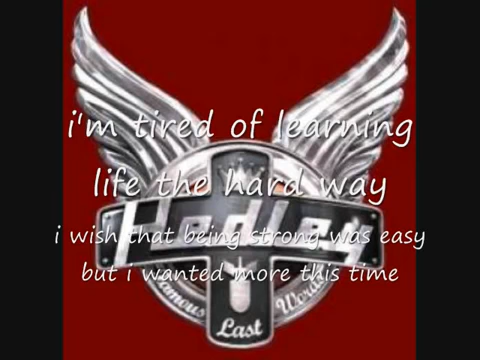 i'm tired of learning
life the hard way
i wish that being strong was easy
but i wanted more this time
Hedley
Famous
Last
Words